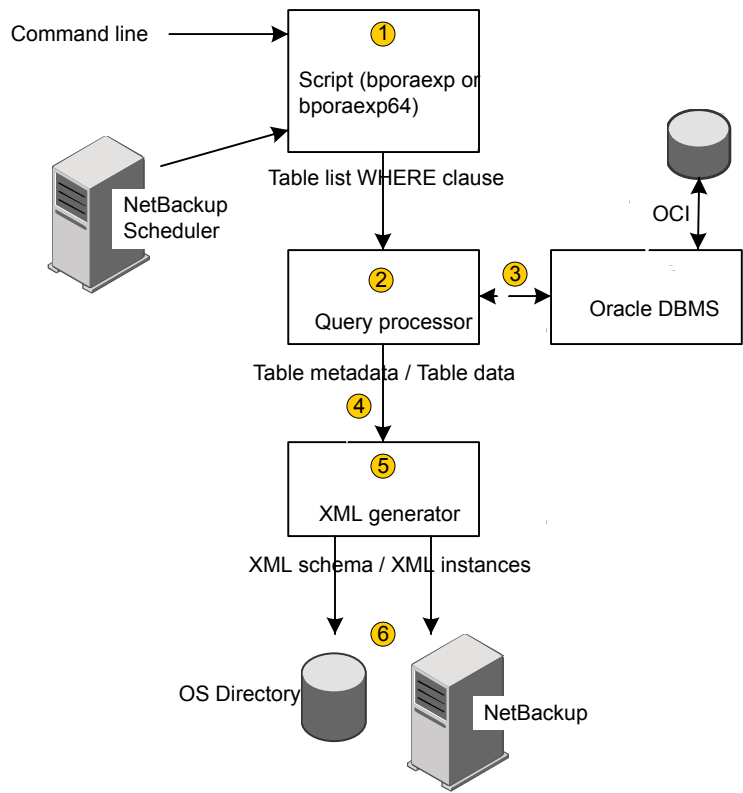 Command line
1
Script (bporaexp or
bporaexp64)
Table list WHERE clause
NetBackup
Scheduler
OCI
2
3
Query processor
Oracle DBMS
Table metadata / Table data
4
5
XML generator
XML schema / XML instances
6
OS Directory
NetBackup